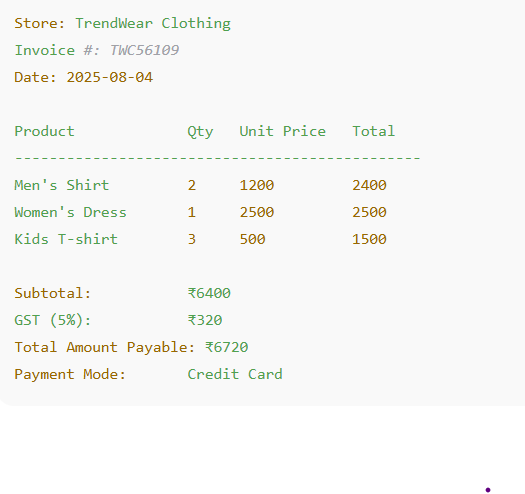 Store: TrendWear Clothing
Invoice #: TWC56109
Date: 2025-08-04
Product Qty Unit Price Total
-----------------------------------------------
Men's Shirt 2 1200 2400
Women's Dress 1 2500 2500
Kids T-shirt 3 500 1500
Subtotal: ₹6400
GST (5%): ₹320
Total Amount Payable: ₹6720
Payment Mode: Credit Card